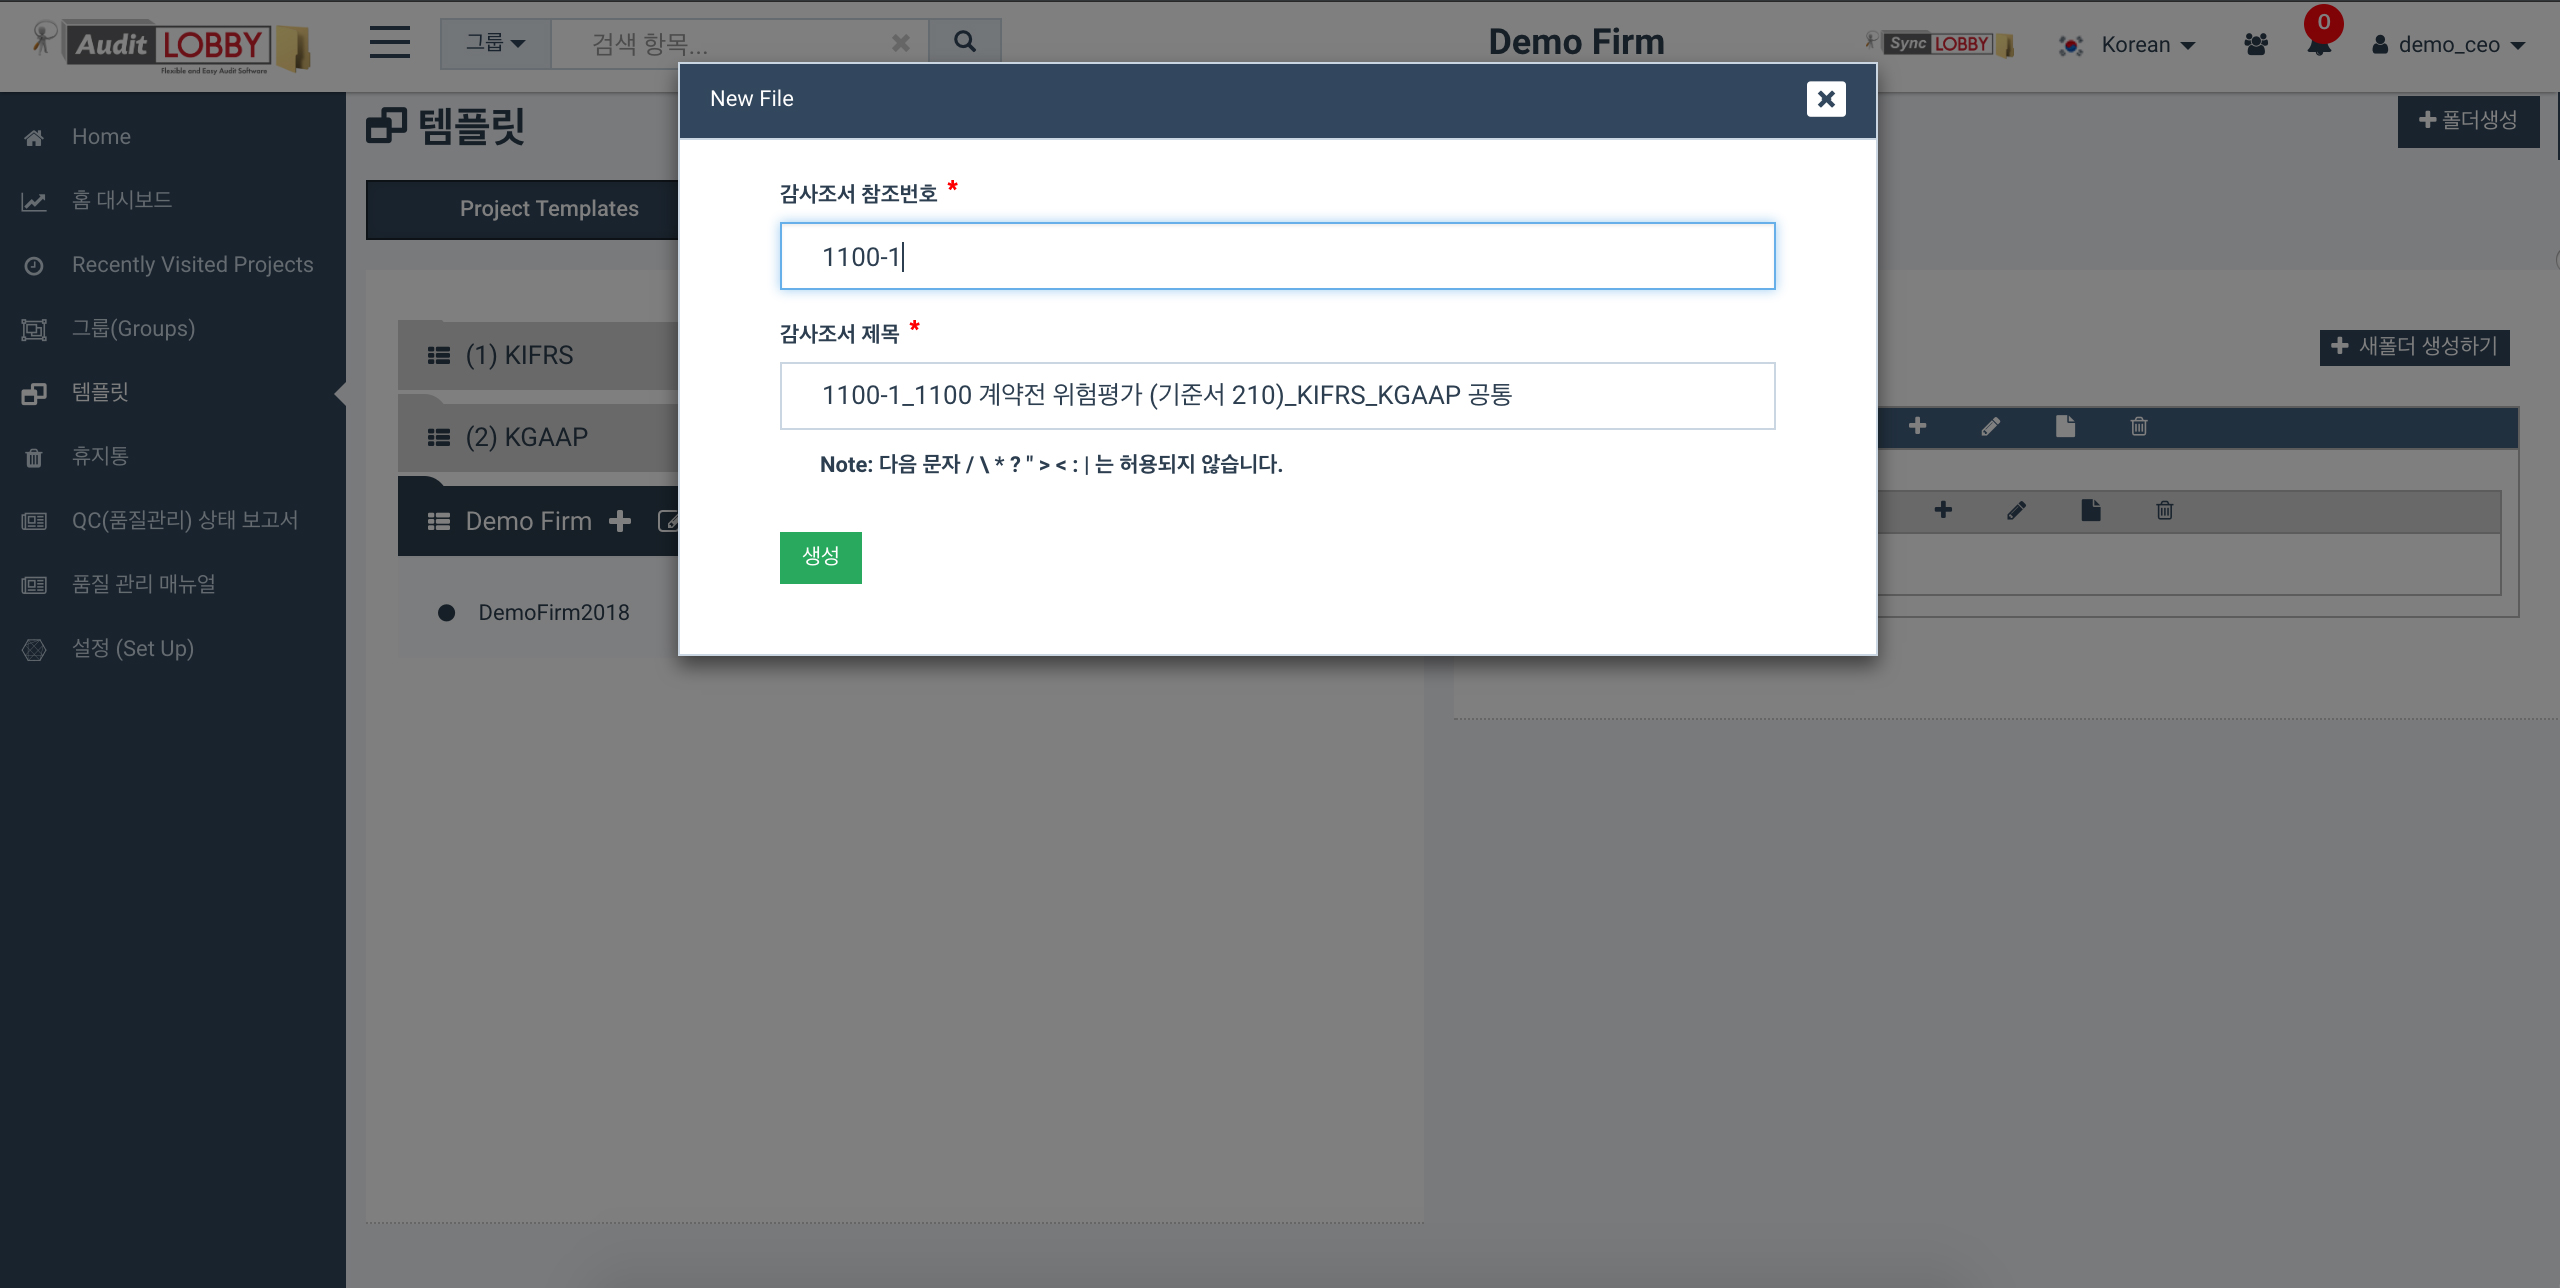 Audit LOBBY
Flexible and Easy Audit Software
그룹
검색 항목...
Demo Firm
Sync LOBBY
Korean
0
demo_ceo
New File
Home
홈 대시보드
Recently Visited Projects
그룹(Groups)
템플릿
휴지통
QC(품질관리) 상태 보고서
품질 관리 매뉴얼
설정 (Set Up)
템플릿
폴더생성
Project Templates
(1) KIFRS
(2) KGAAP
Demo Firm
DemoFirm2018
감사조서 참조번호 *
1100-1
감사조서 제목 *
1100-1_1100 계약전 위험평가 (기준서 210)_KIFRS_KGAAP 공통
Note: 다음 문자 / \ * ? " > < : | 는 허용되지 않습니다.
생성
새폴더 생성하기